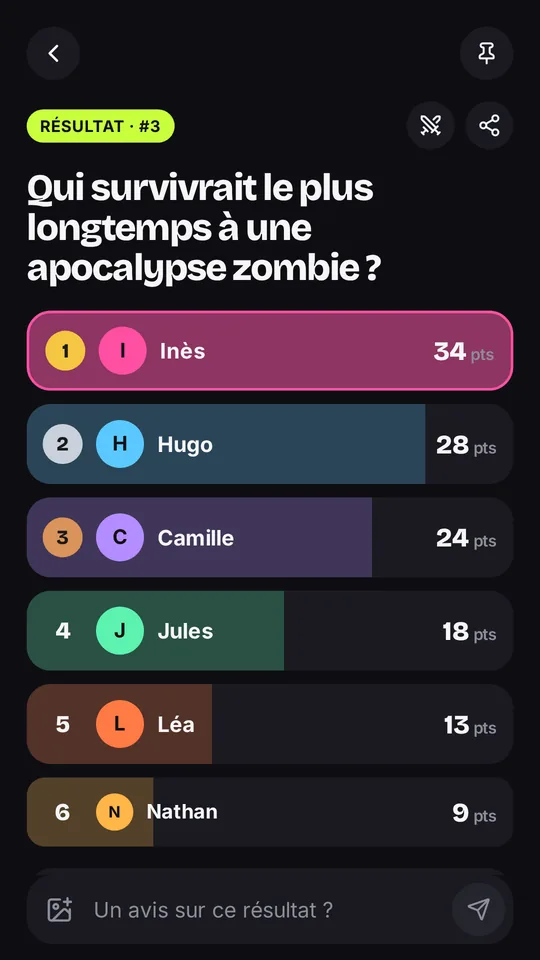 RÉSULTAT · #3
Qui survivrait le plus
longtemps à une
apocalypse zombie ?
1 I Inès 34 pts
2 H Hugo 28 pts
3 C Camille 24 pts
4 J Jules 18 pts
5 L Léa 13 pts
6 N Nathan 9 pts
Un avis sur ce résultat ?